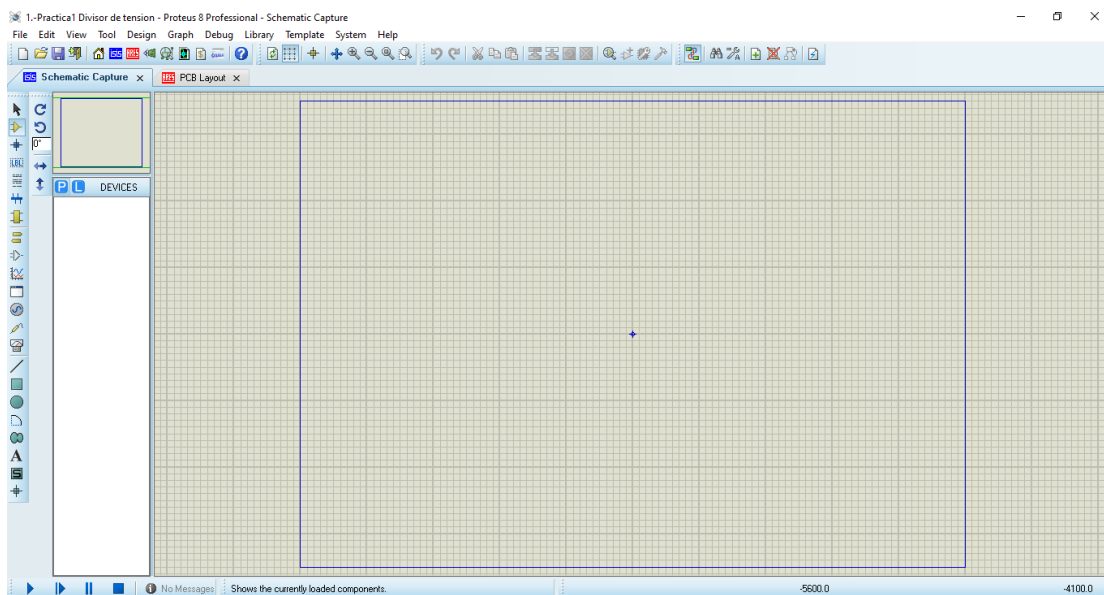 1.-Practica1 Divisor de tension - Proteus 8 Professional - Schematic Capture
File Edit View Tool Design Graph Debug Library Template System Help
Schematic Capture x PCB Layout x
0°
LBL
P L DEVICES
A
S
No Messages Shows the currently loaded components. -5600.0 -4100.0